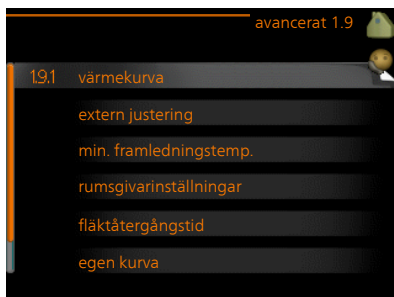 avancerat 1.9
1.9.1 värmekurva
extern justering
min. framledningstemp.
rumsgivarinställningar
fläktåtergångstid
egen kurva